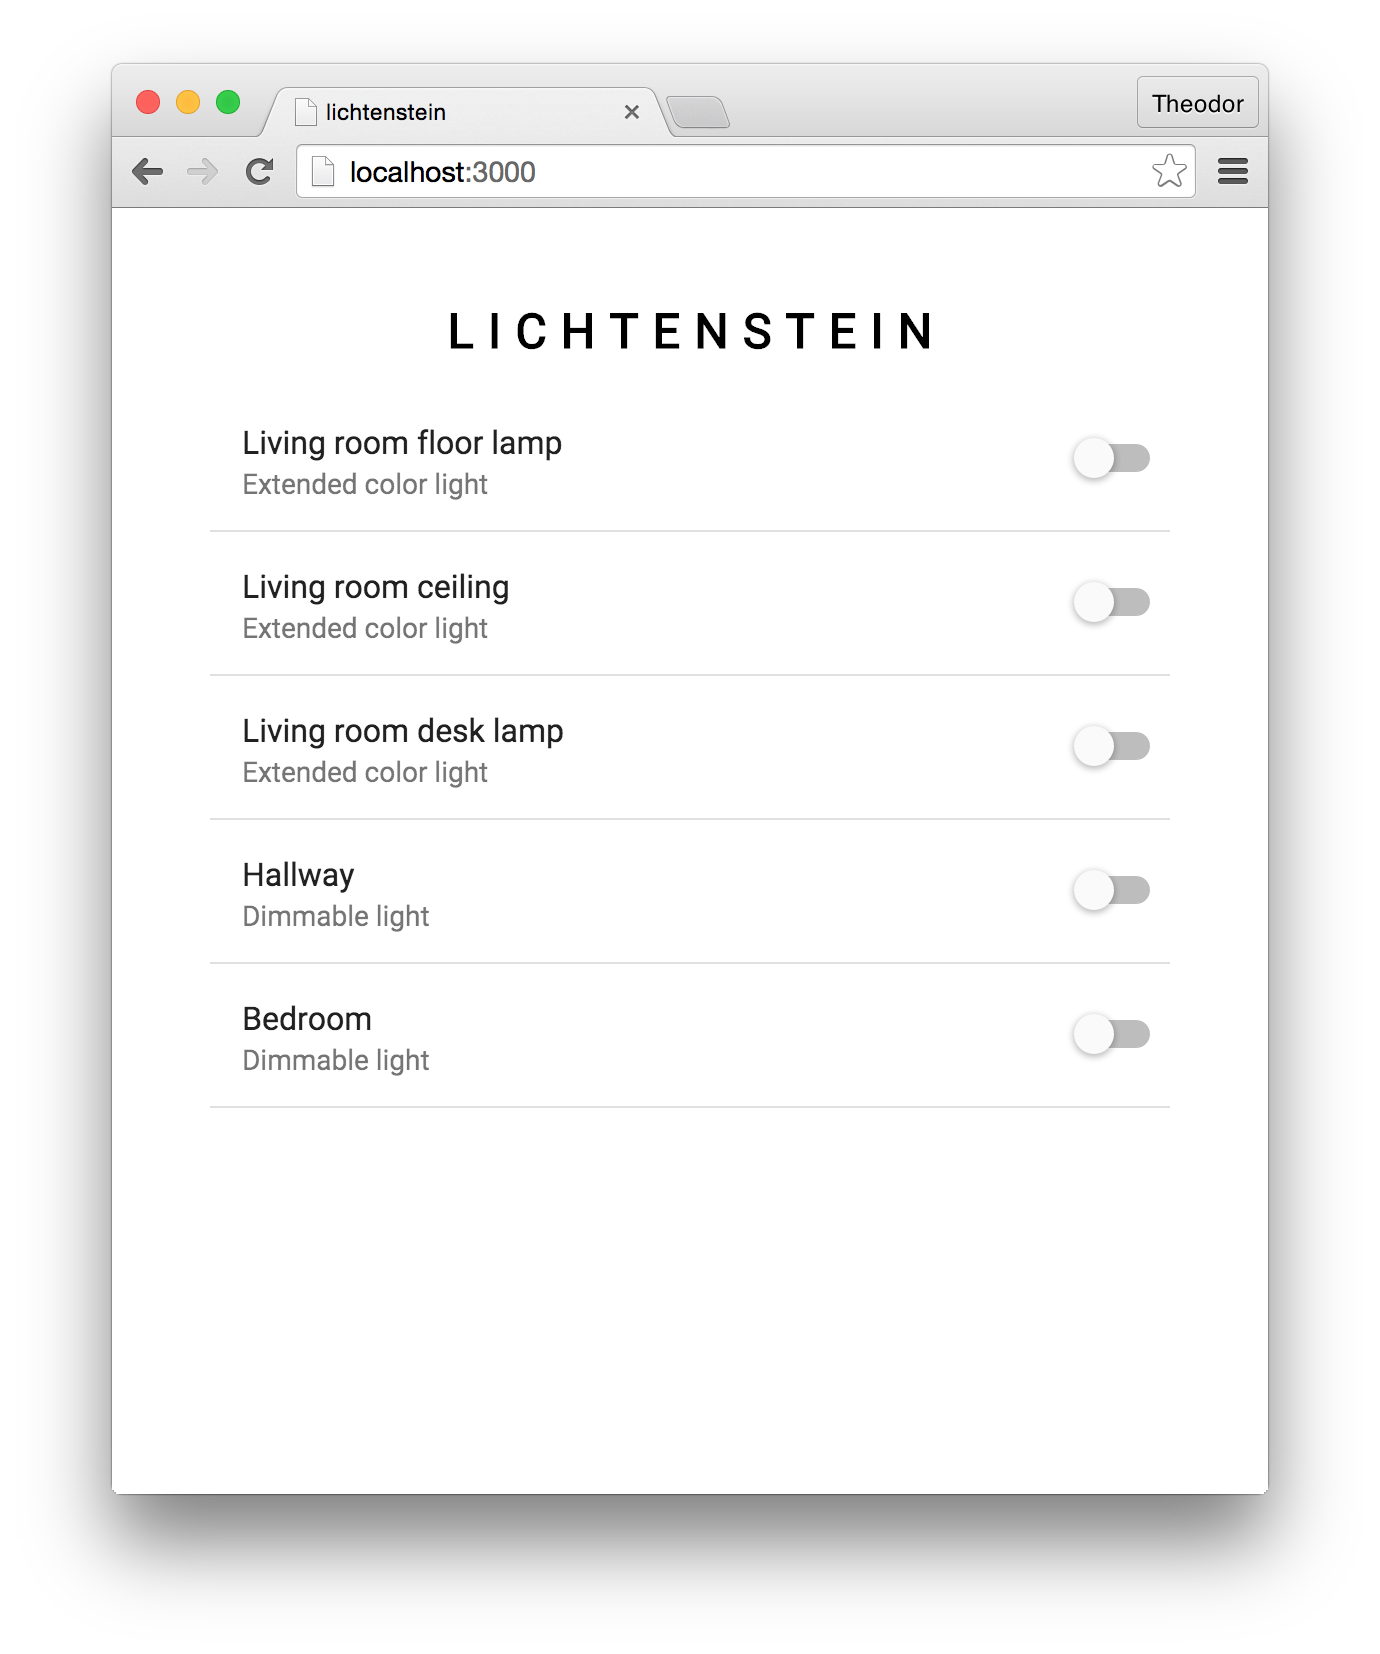 lichtenstein
Theodor
localhost:3000
LICHTENSTEIN
Living room floor lamp
Extended color light
Living room ceiling
Extended color light
Living room desk lamp
Extended color light
Hallway
Dimmable light
Bedroom
Dimmable light